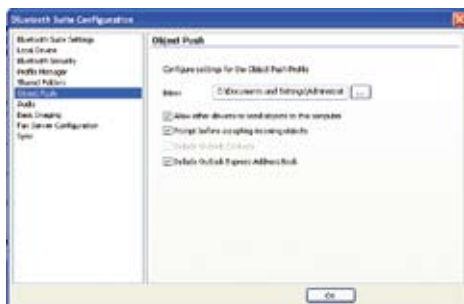 Bluetooth Suite Configuration
Bluetooth Suite Settings
Local Device
Bluetooth Security
Profile Manager
Shared Folders
Object Push
Audio
Basic Imaging
Fax Server Configuration
Sync
Object Push
Configure settings for the Object Push Profile
Inbox:
C:\Documents and Settings\Administrat
...
Allow other devices to send objects to this computer
Prompt before accepting incoming objects
Include Outlook Contacts
Include Outlook Express Address Book
OK